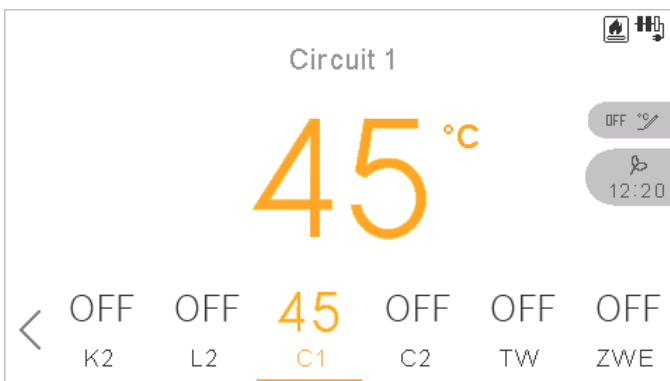 Circuit 1
45 °C
OFF °C
12:20
OFF OFF 45 OFF OFF OFF
K2 L2 C1 C2 TW ZWE